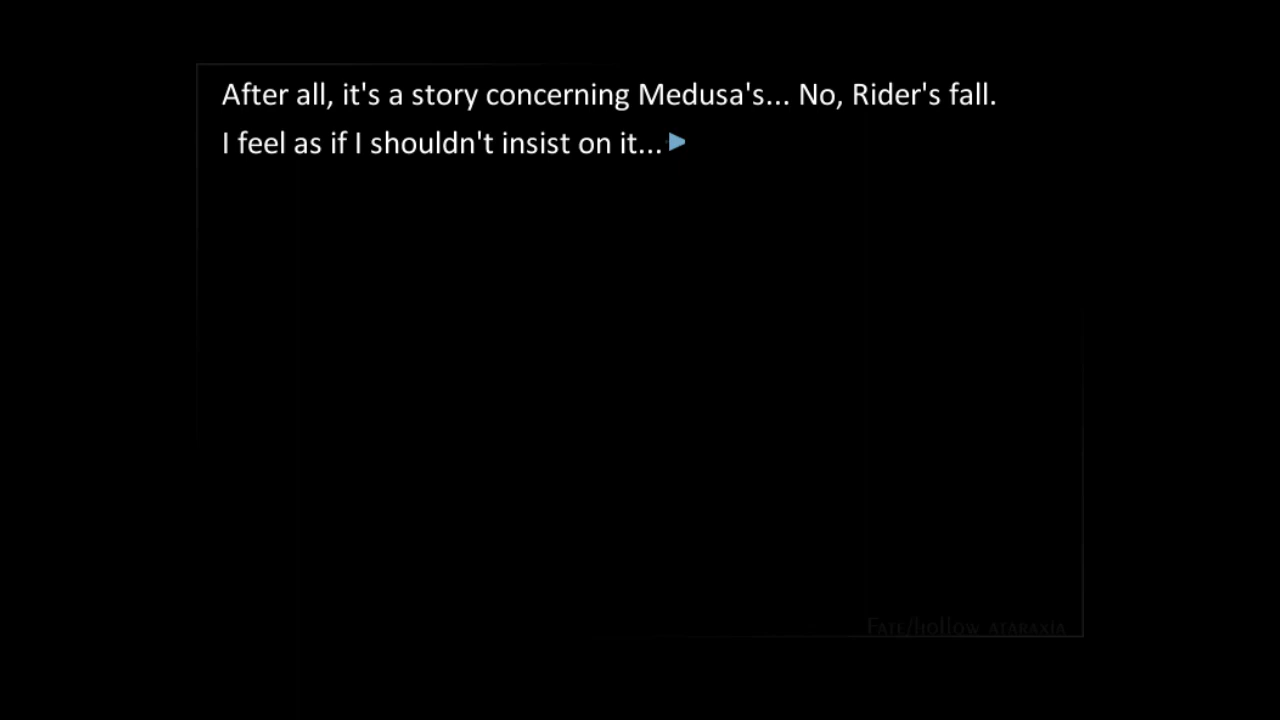 After all, it's a story concerning Medusa's... No, Rider's fall.
I feel as if I shouldn't insist on it...
Fate/hollow ataraxia